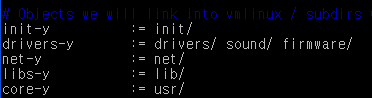 # Objects we will link into vmlinux / subdirs
init-y := init/
drivers-y := drivers/ sound/ firmware/
net-y := net/
libs-y := lib/
core-y := usr/